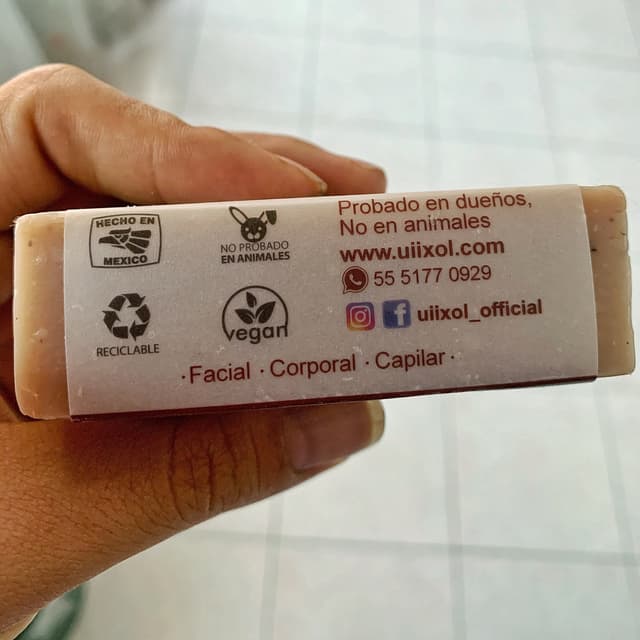 HECHO EN
MEXICO
NO PROBADO
EN ANIMALES
Probado en dueños,
No en animales
www.uiixol.com
55 5177 0929
RECICLABLE
vegan
uiixol_official
·Facial ·Corporal ·Capilar·